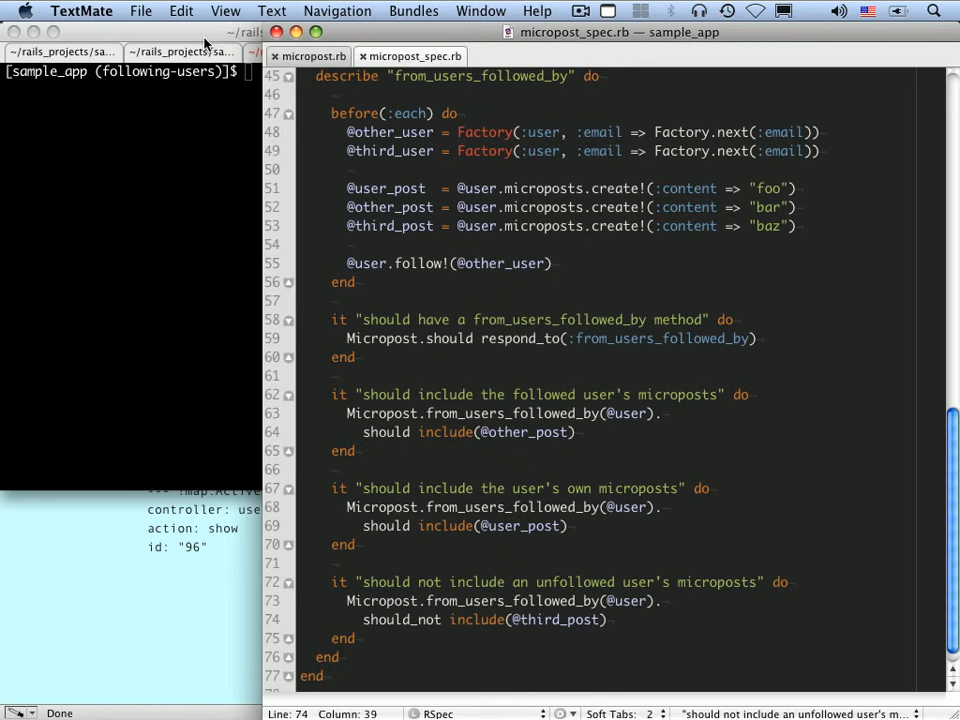 TextMate File Edit View Text Navigation Bundles Window Help
~/rails
~/rails_projects/sa... ~/rails_projects/sa...
[sample_app (following-users)]$
controller: use
action: show
id: "96"
Done
micropost_spec.rb — sample_app
micropost.rb micropost_spec.rb
45 describe "from_users_followed_by" do
46
47 before(:each) do
48 @other_user = Factory(:user, :email => Factory.next(:email))
49 @third_user = Factory(:user, :email => Factory.next(:email))
50
51 @user_post = @user.microposts.create!(:content => "foo")
52 @other_post = @user.microposts.create!(:content => "bar")
53 @third_post = @user.microposts.create!(:content => "baz")
54
55 @user.follow!(@other_user)
56 end
57
58 it "should have a from_users_followed_by method" do
59 Micropost.should respond_to(:from_users_followed_by)
60 end
61
62 it "should include the followed user's microposts" do
63 Micropost.from_users_followed_by(@user).
64 should include(@other_post)
65 end
66
67 it "should include the user's own microposts" do
68 Micropost.from_users_followed_by(@user).
69 should include(@user_post)
70 end
71
72 it "should not include an unfollowed user's microposts" do
73 Micropost.from_users_followed_by(@user).
74 should_not include(@third_post)
75 end
76 end
77 end
Line: 74 Column: 39 RSpec Soft Tabs: 2 "should not include an unfollowed user's m...